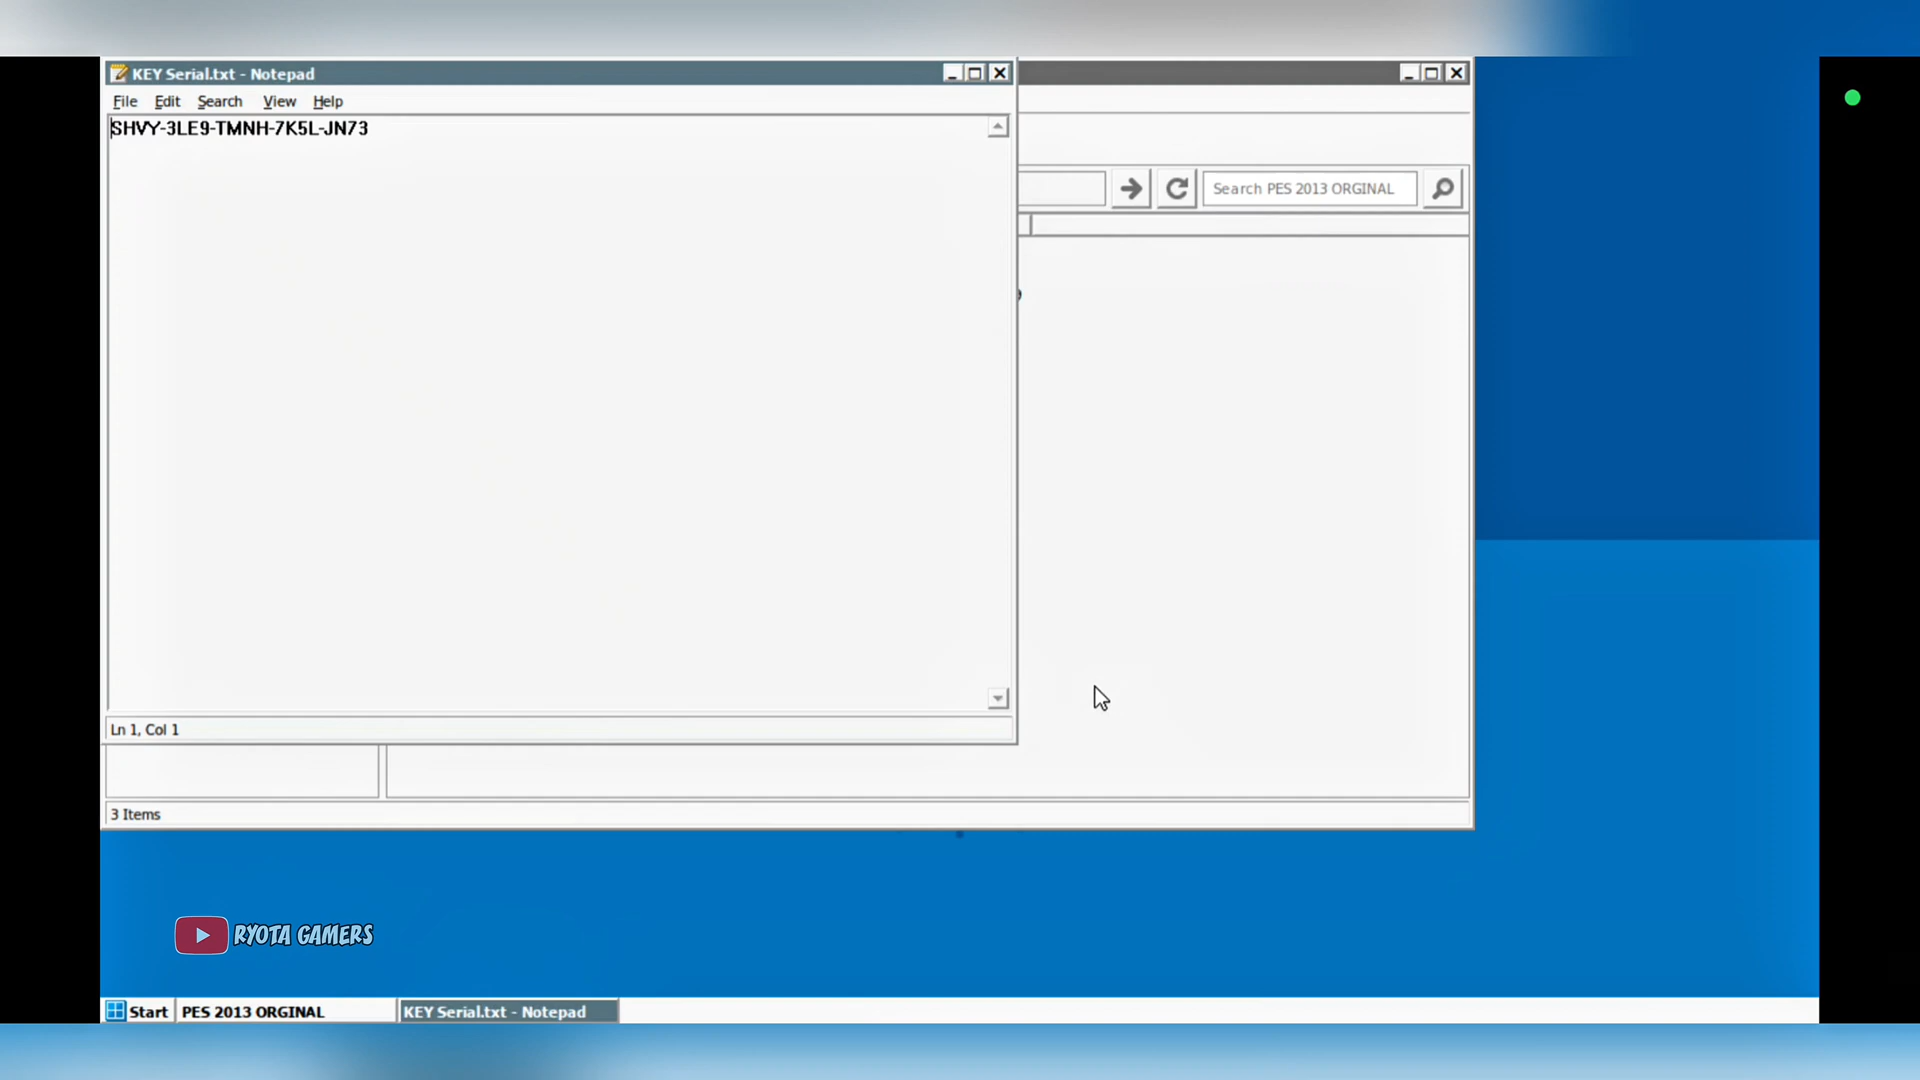 KEY Serial.txt - Notepad
File Edit Search View Help
SHVY-3LE9-TMNH-7K5L-JN73
Search PES 2013 ORGINAL
Ln 1, Col 1
3 Items
RYOTA GAMERS
Start PES 2013 ORGINAL KEY Serial.txt - Notepad